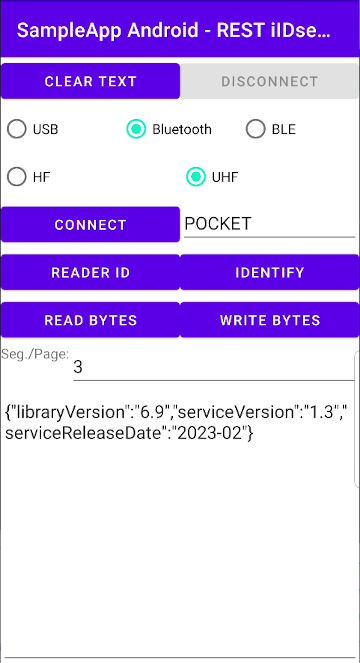 SampleApp Android - REST iIDse...
CLEAR TEXT DISCONNECT
USB Bluetooth BLE
HF UHF
CONNECT POCKET
READER ID IDENTIFY
READ BYTES WRITE BYTES
Seg./Page: 3
{"libraryVersion":"6.9","serviceVersion":"1.3","
serviceReleaseDate":"2023-02"}